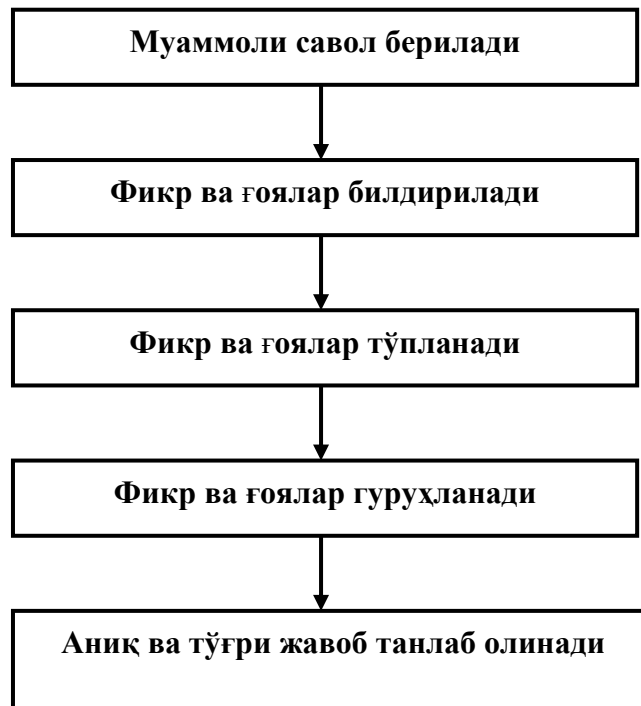 Муаммоли савол берилади
Фикр ва ғоялар билдирилади
Фикр ва ғоялар тўпланади
Фикр ва ғоялар гуруҳланади
Аниқ ва тўғри жавоб танлаб олинади